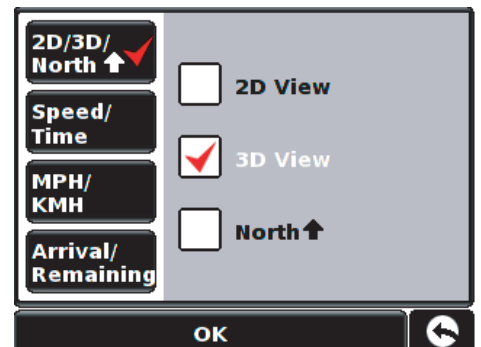 2D/3D/
North
Speed/
Time
MPH/
KMH
Arrival/
Remaining
2D View
3D View
North
OK